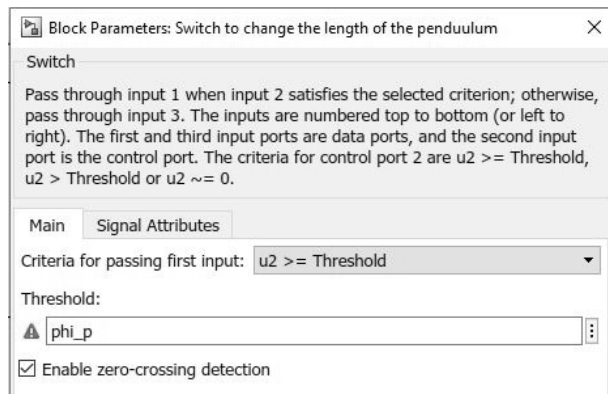 Block Parameters: Switch to change the length of the penduulum
Switch
Pass through input 1 when input 2 satisfies the selected criterion; otherwise,
pass through input 3. The inputs are numbered top to bottom (or left to
right). The first and third input ports are data ports, and the second input
port is the control port. The criteria for control port 2 are u2 >= Threshold,
u2 > Threshold or u2 ~= 0.
Main Signal Attributes
Criteria for passing first input: u2 >= Threshold
Threshold:
phi_p
Enable zero-crossing detection